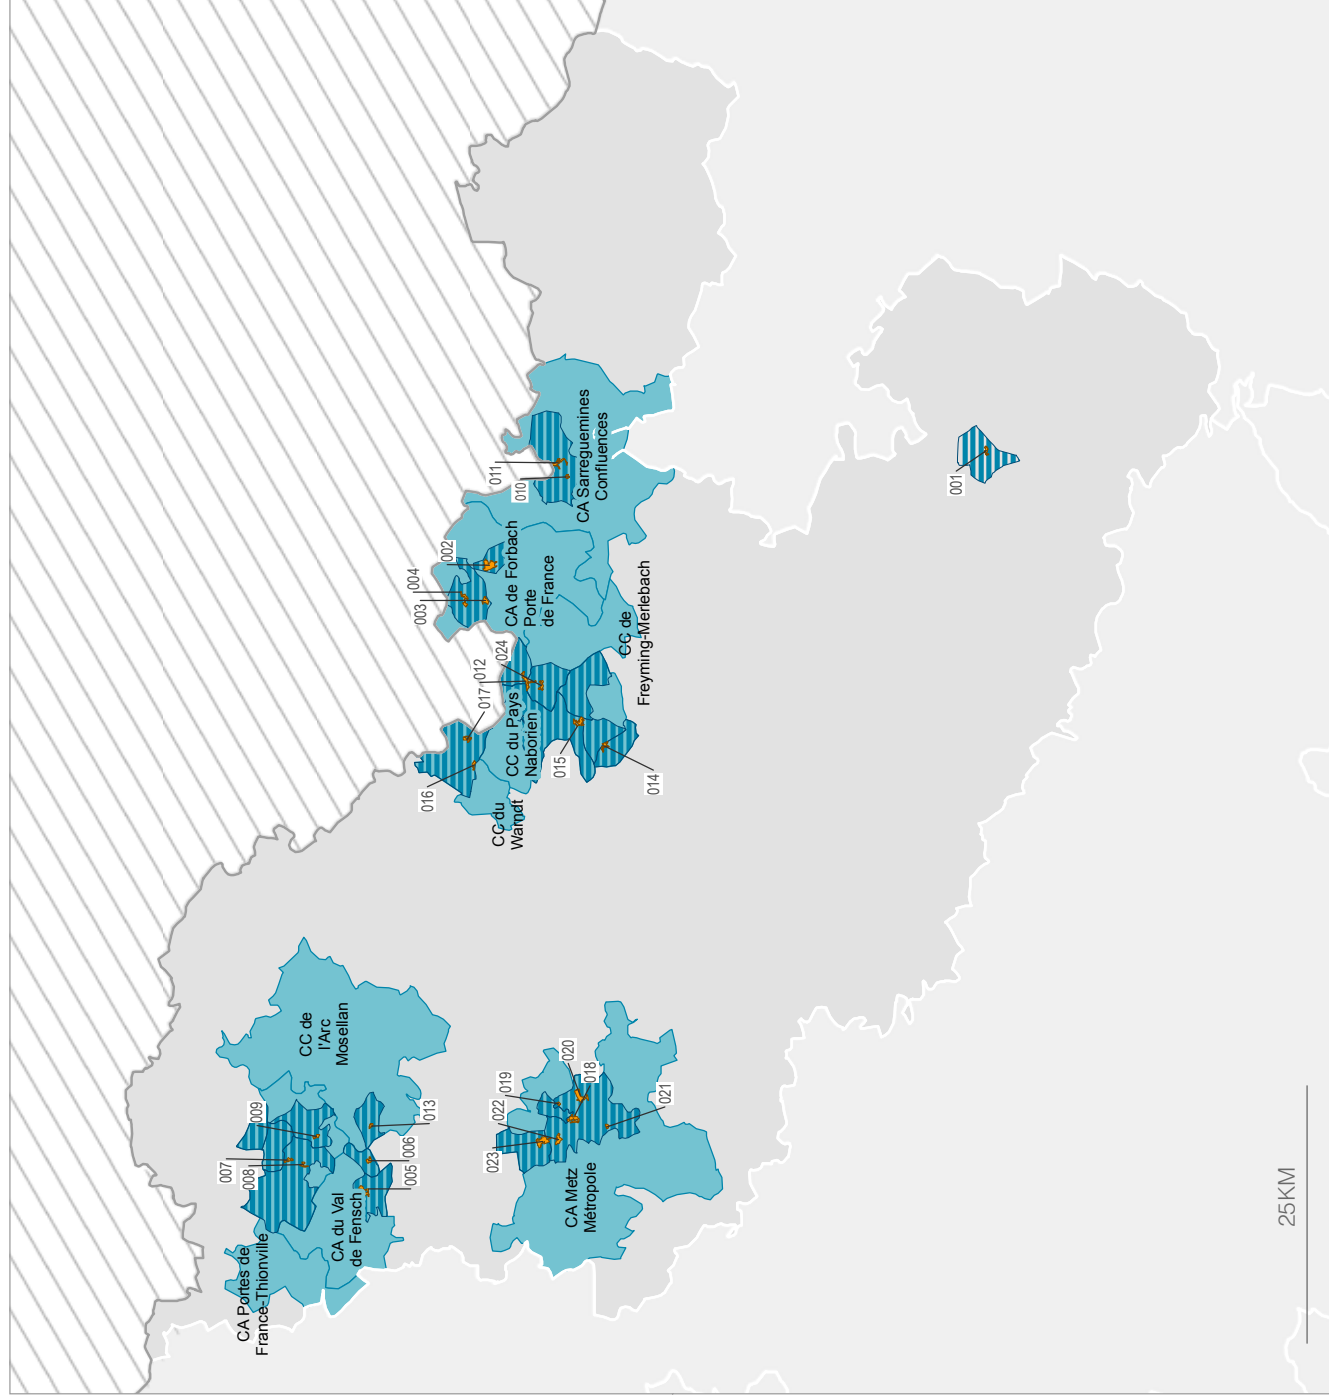 CA Portes de
France-Thionville
CA du Val
de Fensch
CC de
l'Arc
Mosellan
007
008
009
005
006
013
CA Metz
Métropole
023
022
019
020
018
021
CC du
Warndt
CC du Pays
Naborien
016
017
012
024
015
014
CC de
Freyming-Merlebach
CA de Forbach
Porte
de France
003
004
002
CA Sarreguemines
Confluences
010
011
001
25KM